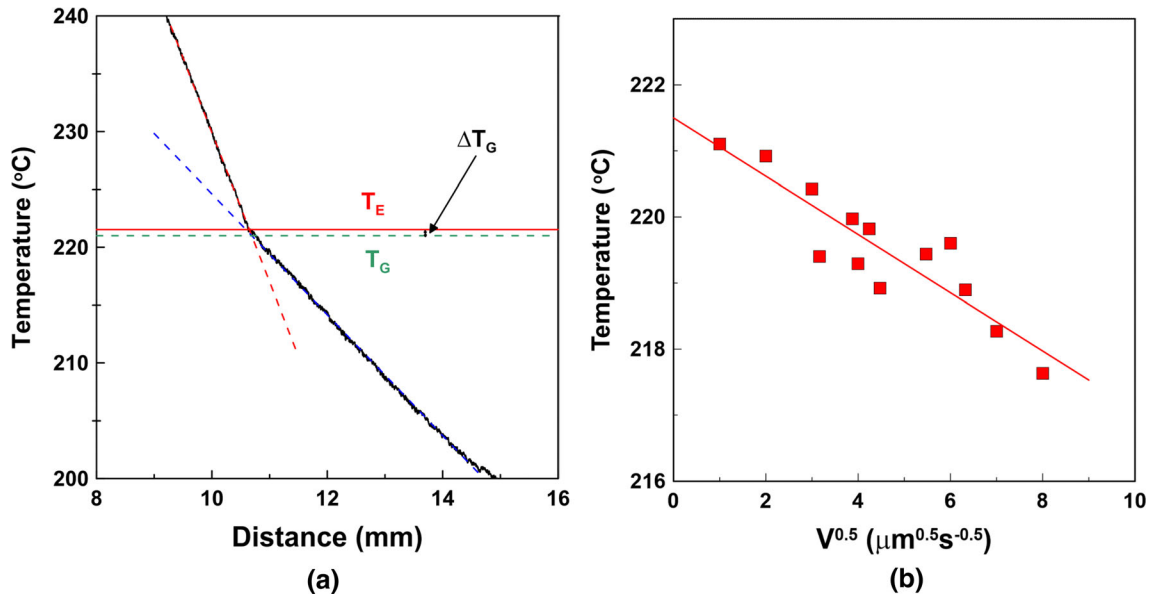 240
230
220
210
200
8
10
12
14
16
Temperature (°C)
Distance (mm)
ΔT_G
T_E
T_G
(a)
222
220
218
216
0
2
4
6
8
10
Temperature (°C)
V^0.5 (μm^0.5s^-0.5)
(b)